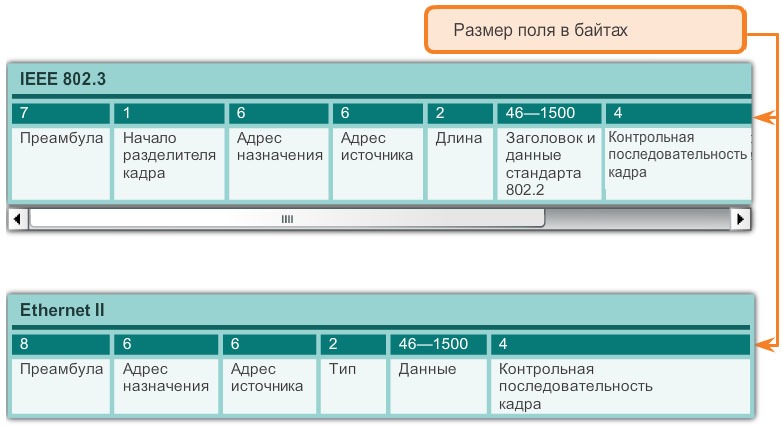 Размер поля в байтах
IEEE 802.3
7 1 6 6 2 46—1500 4
Преамбула Начало Адрес Адрес Длина Заголовок и Контрольная
разделителя назначения источника данные последовательность
кадра стандарта кадра
802.2
Ethernet II
8 6 6 2 46—1500 4
Преамбула Адрес Адрес Тип Данные Контрольная
назначения источника последовательность
кадра